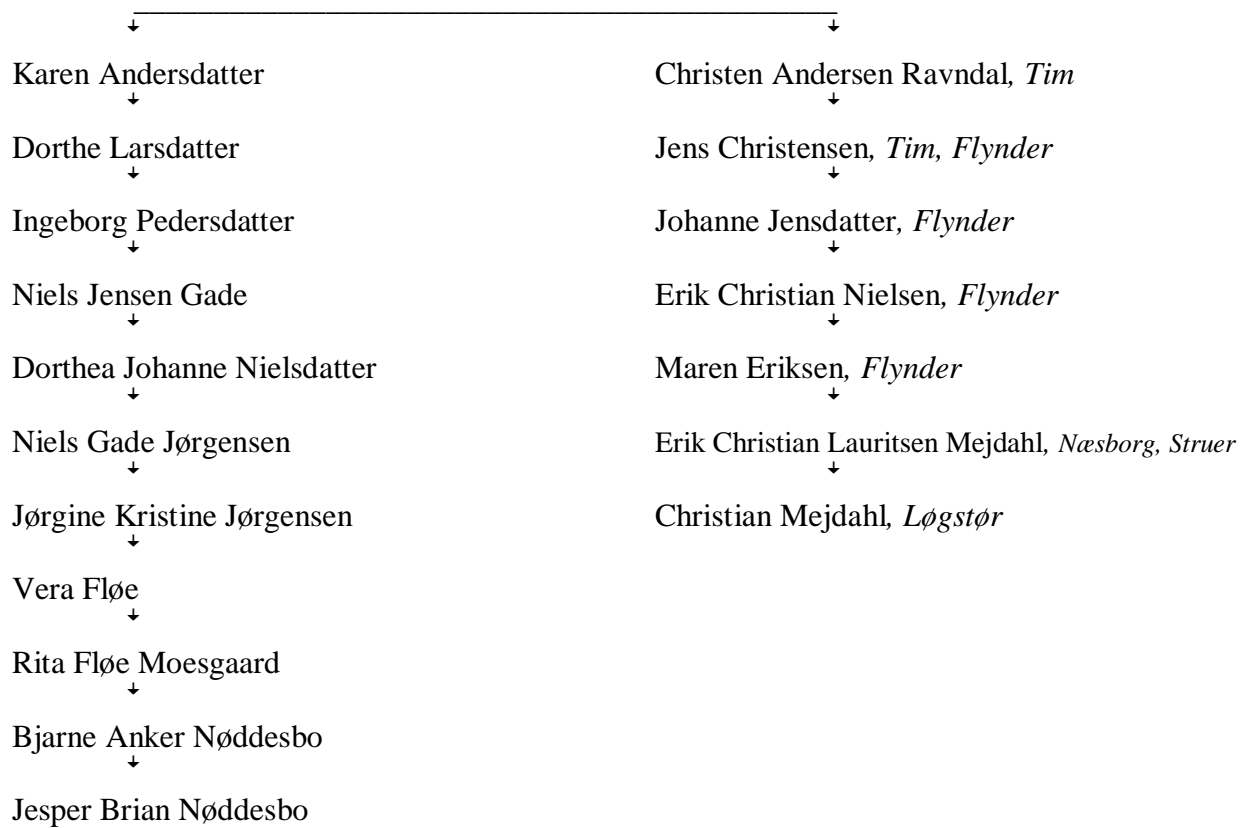 Karen Andersdatter
Christen Andersen Ravndal, Tim
Dorthe Larsdatter
Jens Christensen, Tim, Flynder
Ingeborg Pedersdatter
Johanne Jensdatter, Flynder
Niels Jensen Gade
Erik Christian Nielsen, Flynder
Dorthea Johanne Nielsdatter
Maren Eriksen, Flynder
Niels Gade Jørgensen
Erik Christian Lauritsen Mejdahl, Næsborg, Struer
Jørgine Kristine Jørgensen
Christian Mejdahl, Løgstør
Vera Fløe
Rita Fløe Moesgaard
Bjarne Anker Nøddesbo
Jesper Brian Nøddesbo